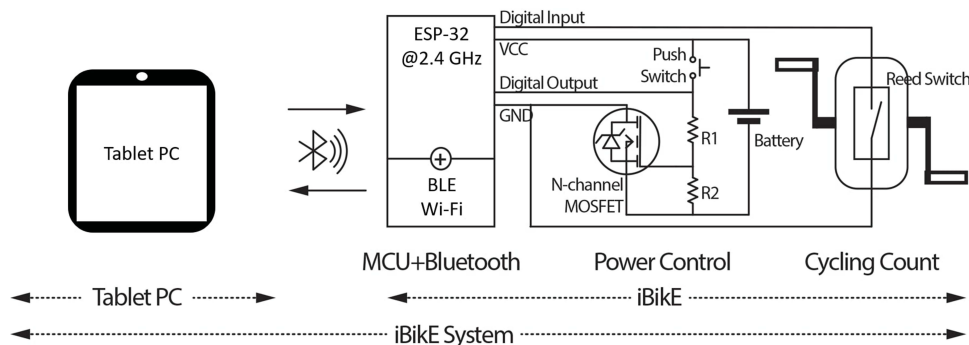 Tablet PC
ESP-32
@2.4 GHz
BLE
Wi-Fi
Digital Input
VCC
Digital Output
GND
Push
Switch
R1
R2
N-channel
MOSFET
Battery
Reed Switch
MCU+Bluetooth
Power Control
Cycling Count
Tablet PC
iBikE
iBikE System